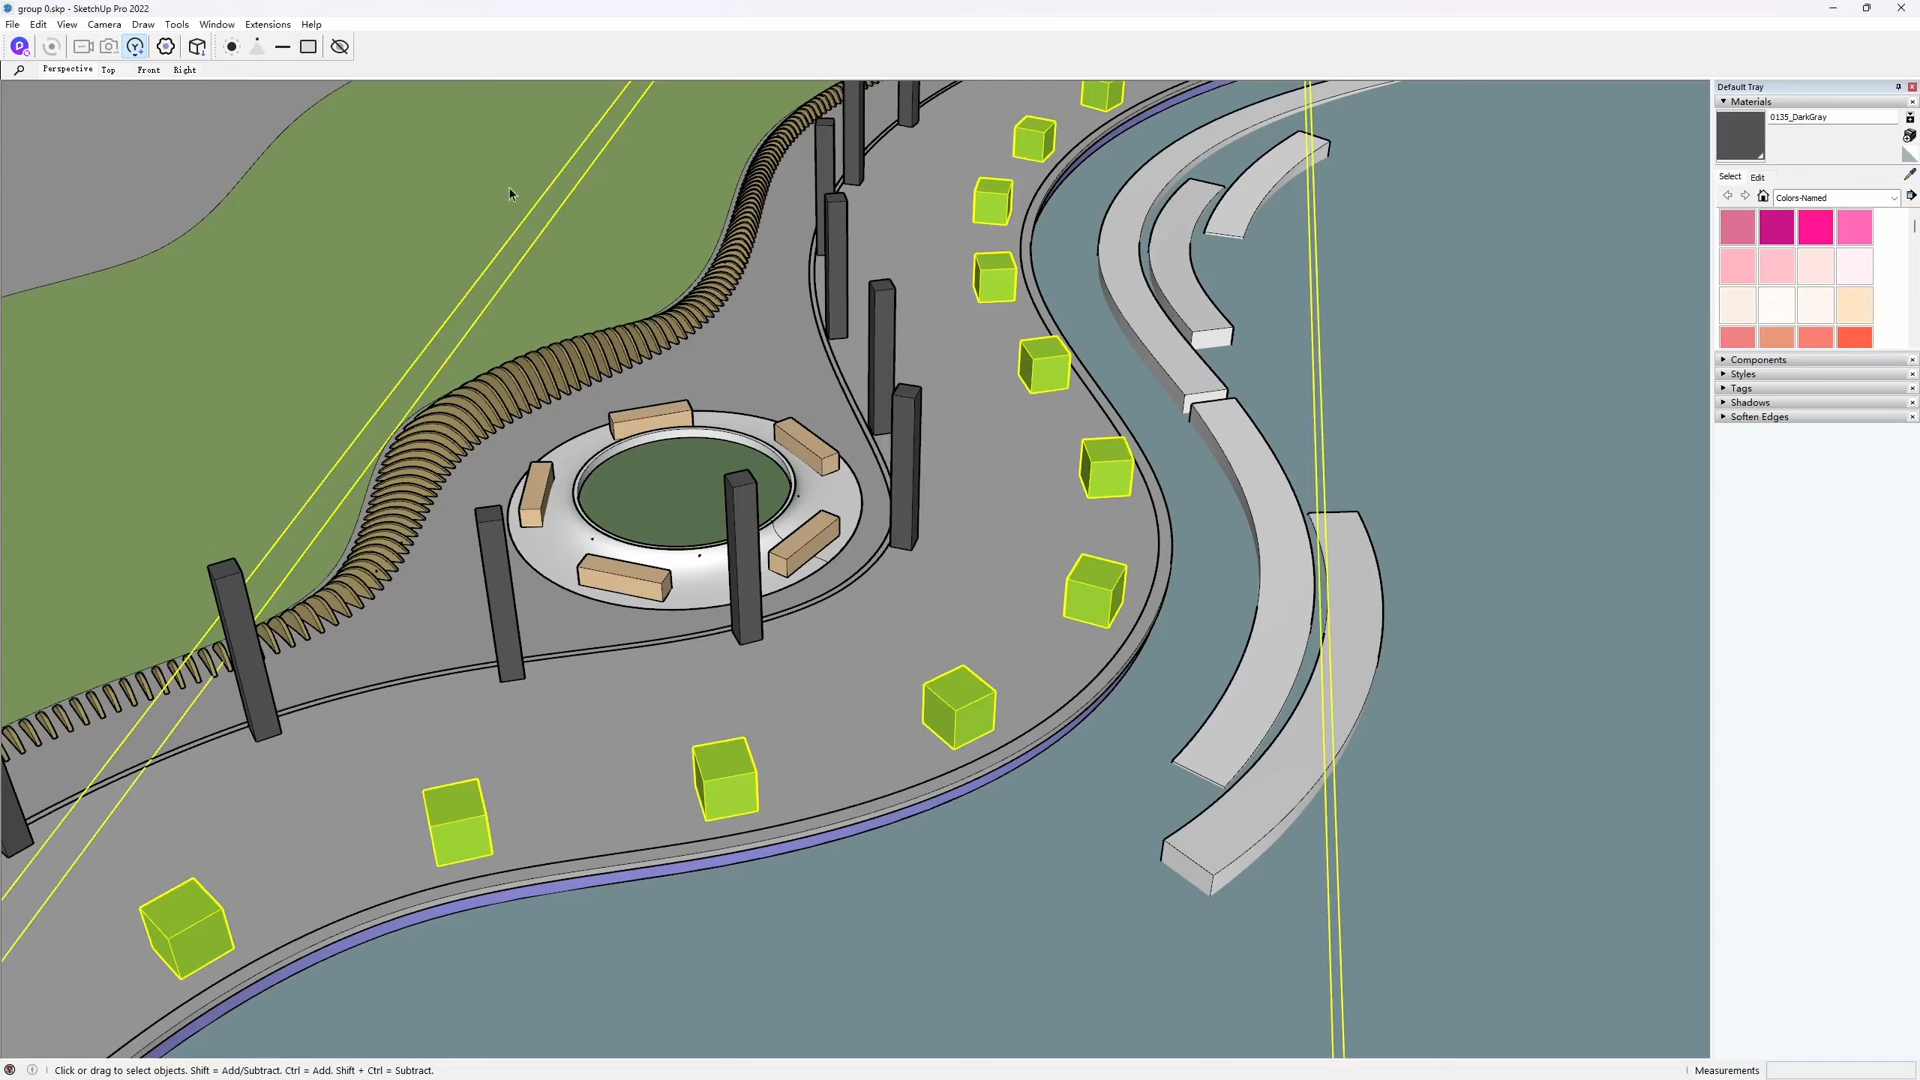 group 0.skp - SketchUp Pro 2022
File Edit View Camera Draw Tools Window Extensions Help
Perspective Top Front Right
Default Tray
Materials
0135_DarkGray
Select Edit
Colors-Named
Components
Styles
Tags
Shadows
Soften Edges
Click or drag to select objects. Shift = Add/Subtract. Ctrl = Add. Shift + Ctrl = Subtract.
Measurements